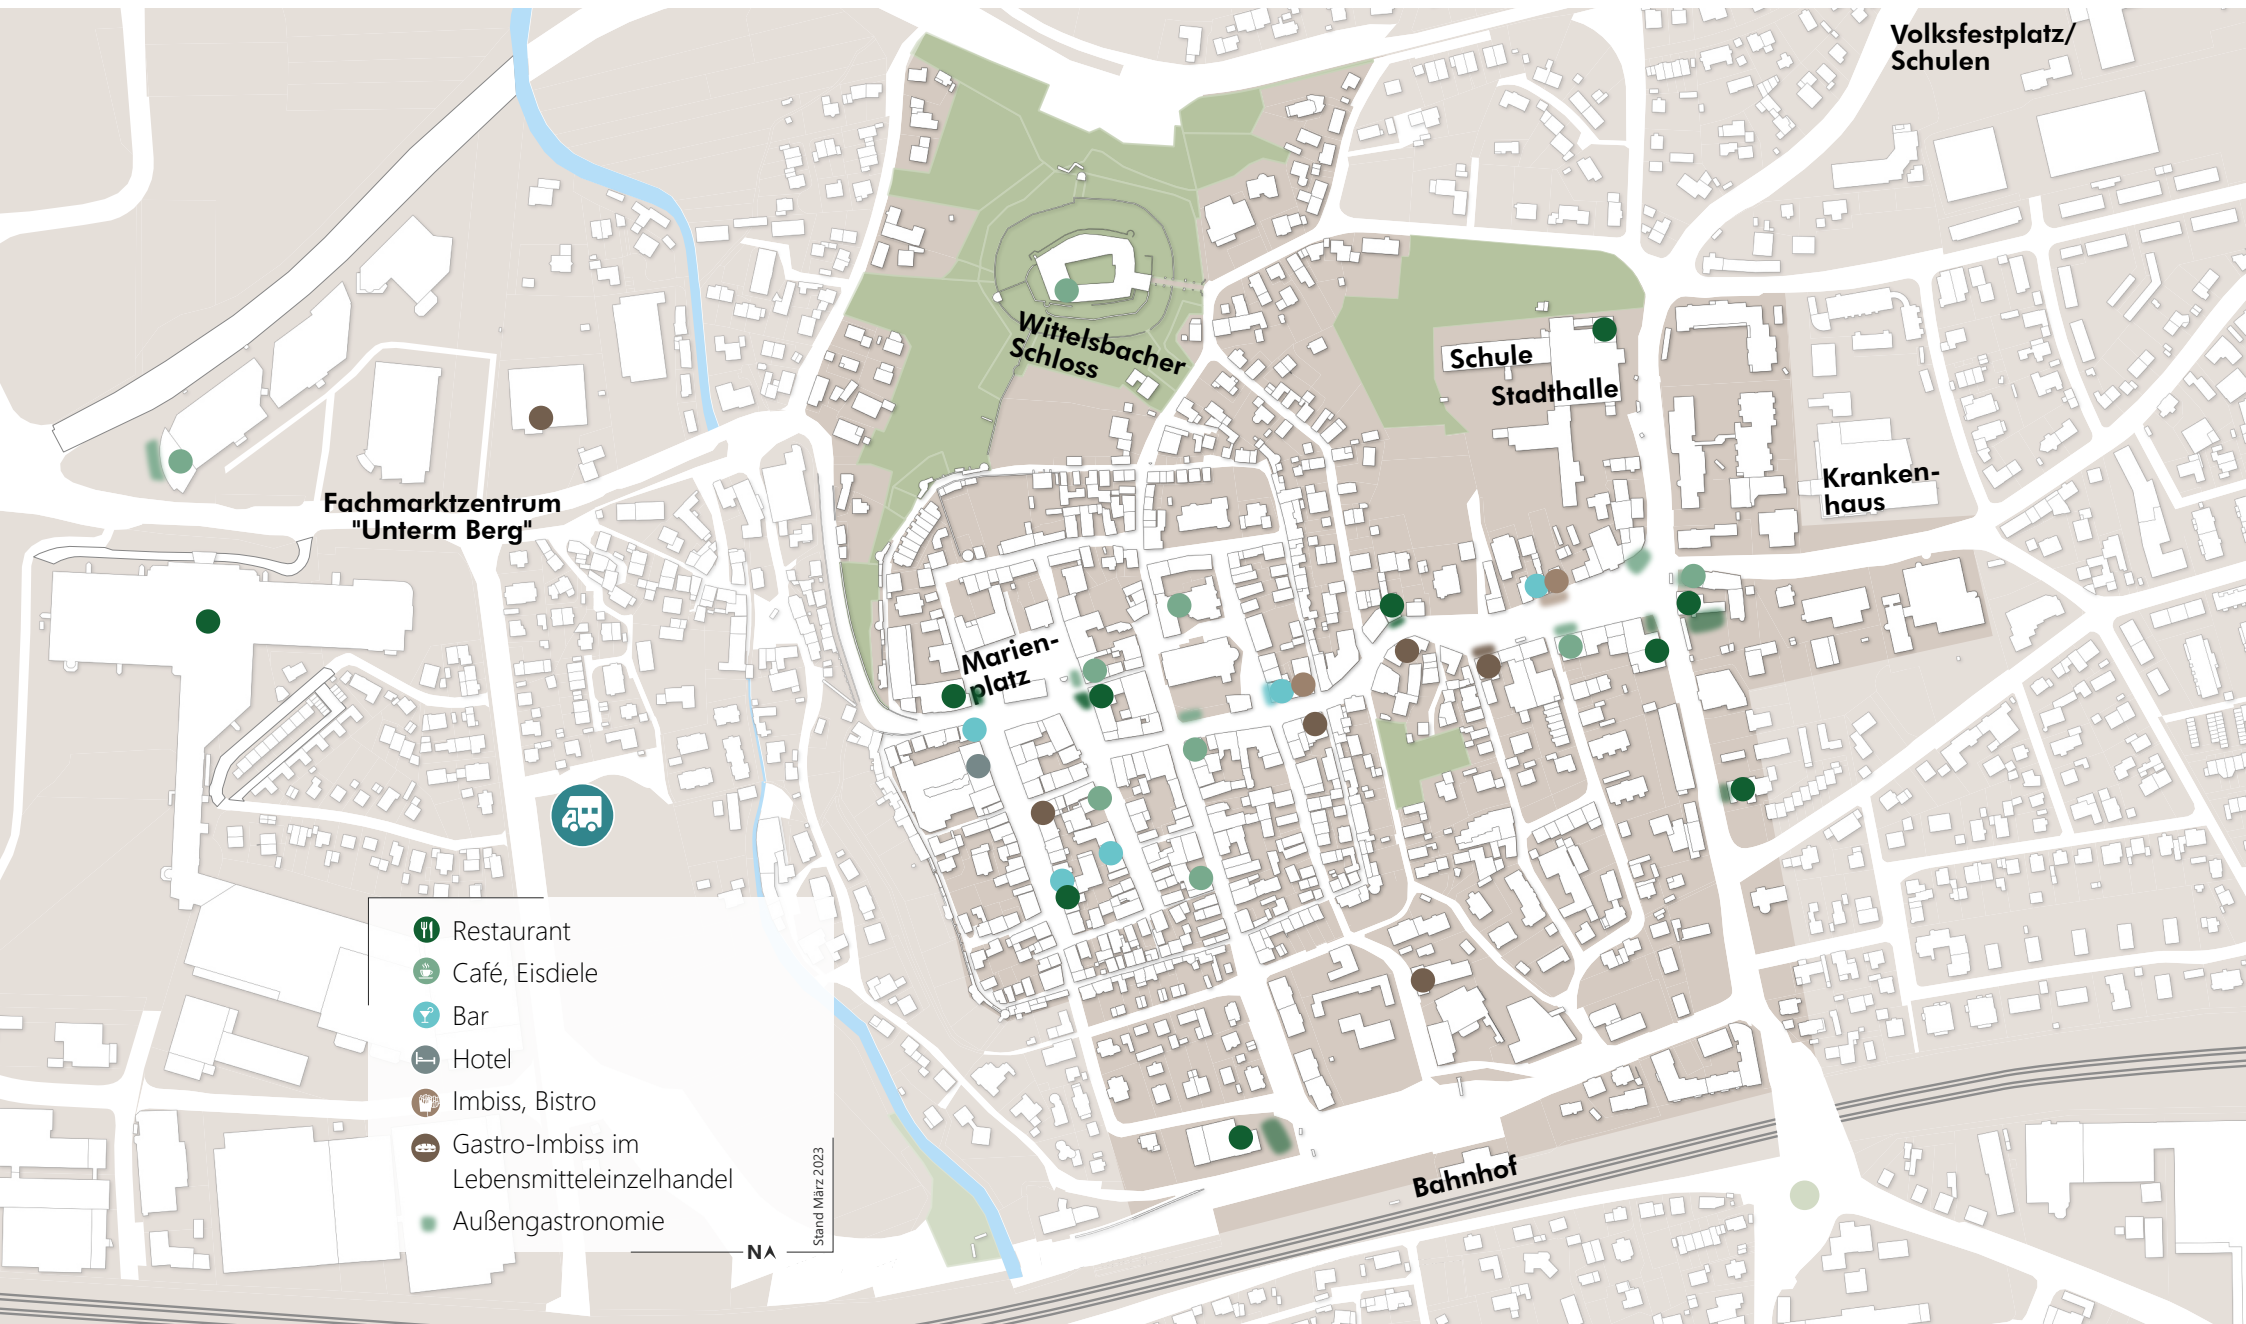 Volksfestplatz/
Schulen
Wittelsbacher
Schloss
Schule
Stadthalle
Kranken-
haus
Fachmarktzentrum
"Unterm Berg"
Marien-
platz
Restaurant
Café, Eisdiele
Bar
Hotel
Imbiss, Bistro
Gastro-Imbiss im
Lebensmitteleinzelhandel
Außengastronomie
Stand März 2023
N
Bahnhof